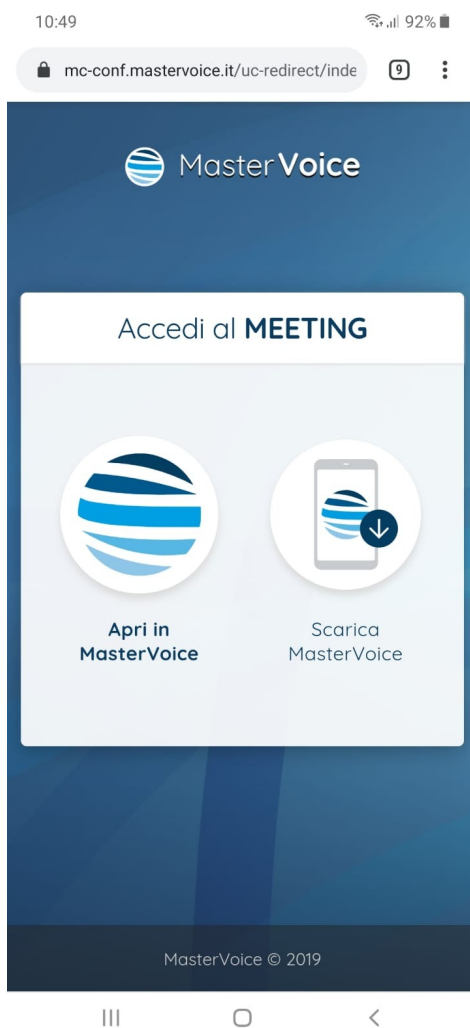 10:49
92%
mc-conf.mastervoice.it/uc-redirect/inde
9
MasterVoice
Accedi al MEETING
Apri in
MasterVoice
Scarica
MasterVoice
MasterVoice © 2019